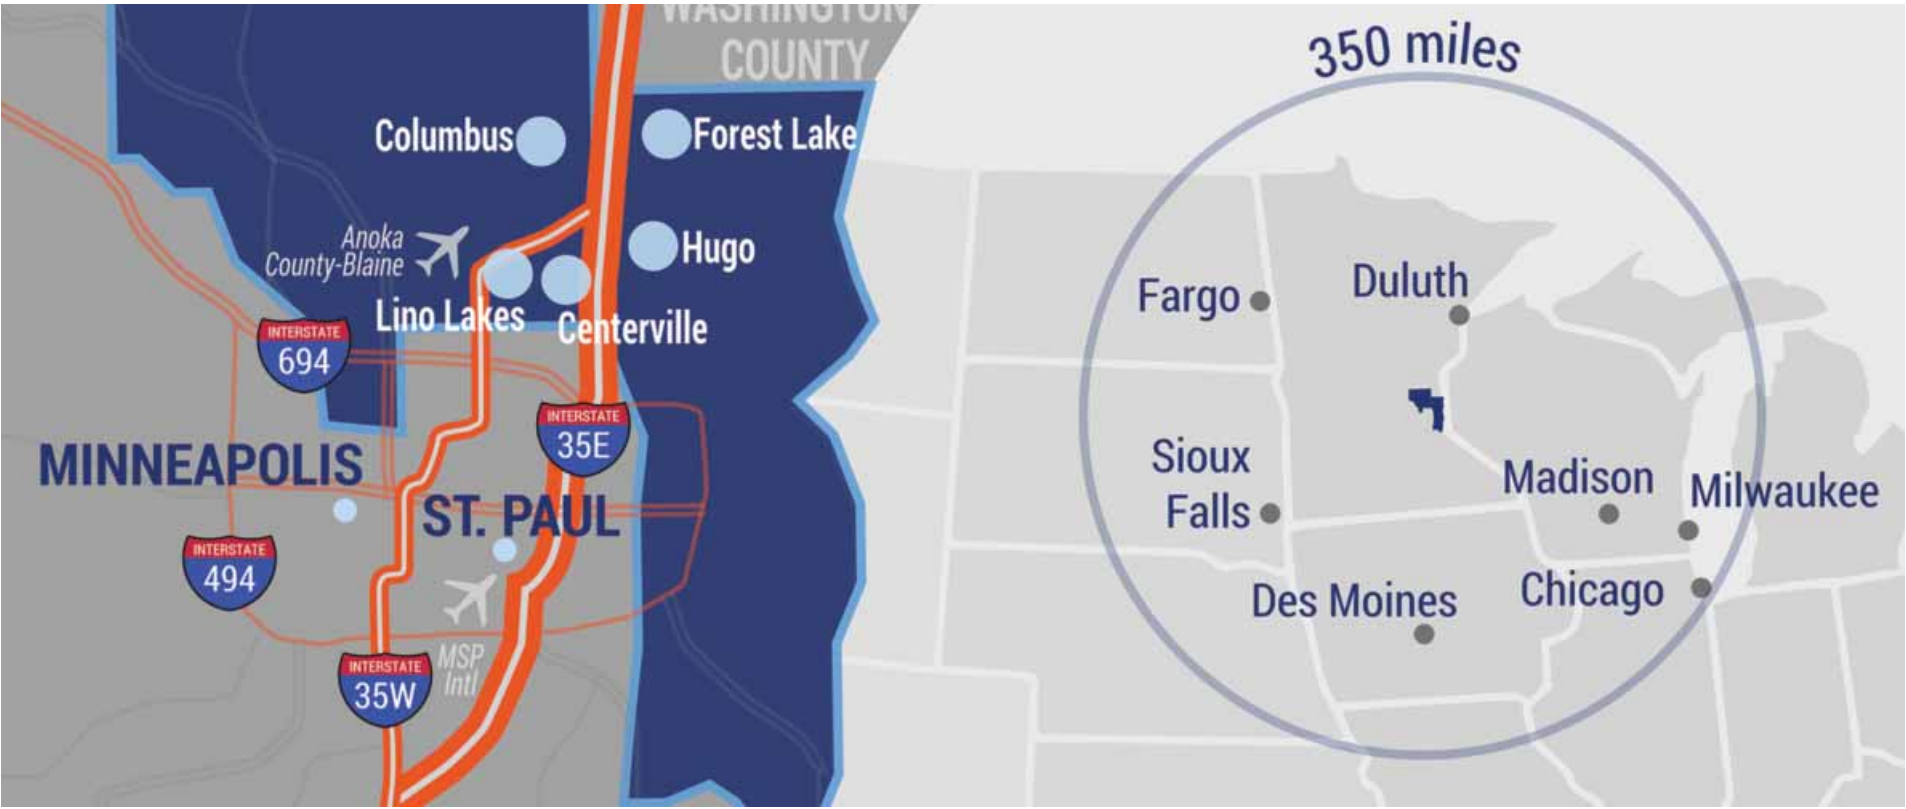 WASHINGTON
COUNTY
Columbus
Forest Lake
Anoka
County-Blaine
Hugo
Lino Lakes
Centerville
INTERSTATE
694
INTERSTATE
35E
MINNEAPOLIS
ST. PAUL
INTERSTATE
494
MSP
Intl
INTERSTATE
35W
350 miles
Fargo
Duluth
Sioux
Falls
Madison
Milwaukee
Des Moines
Chicago